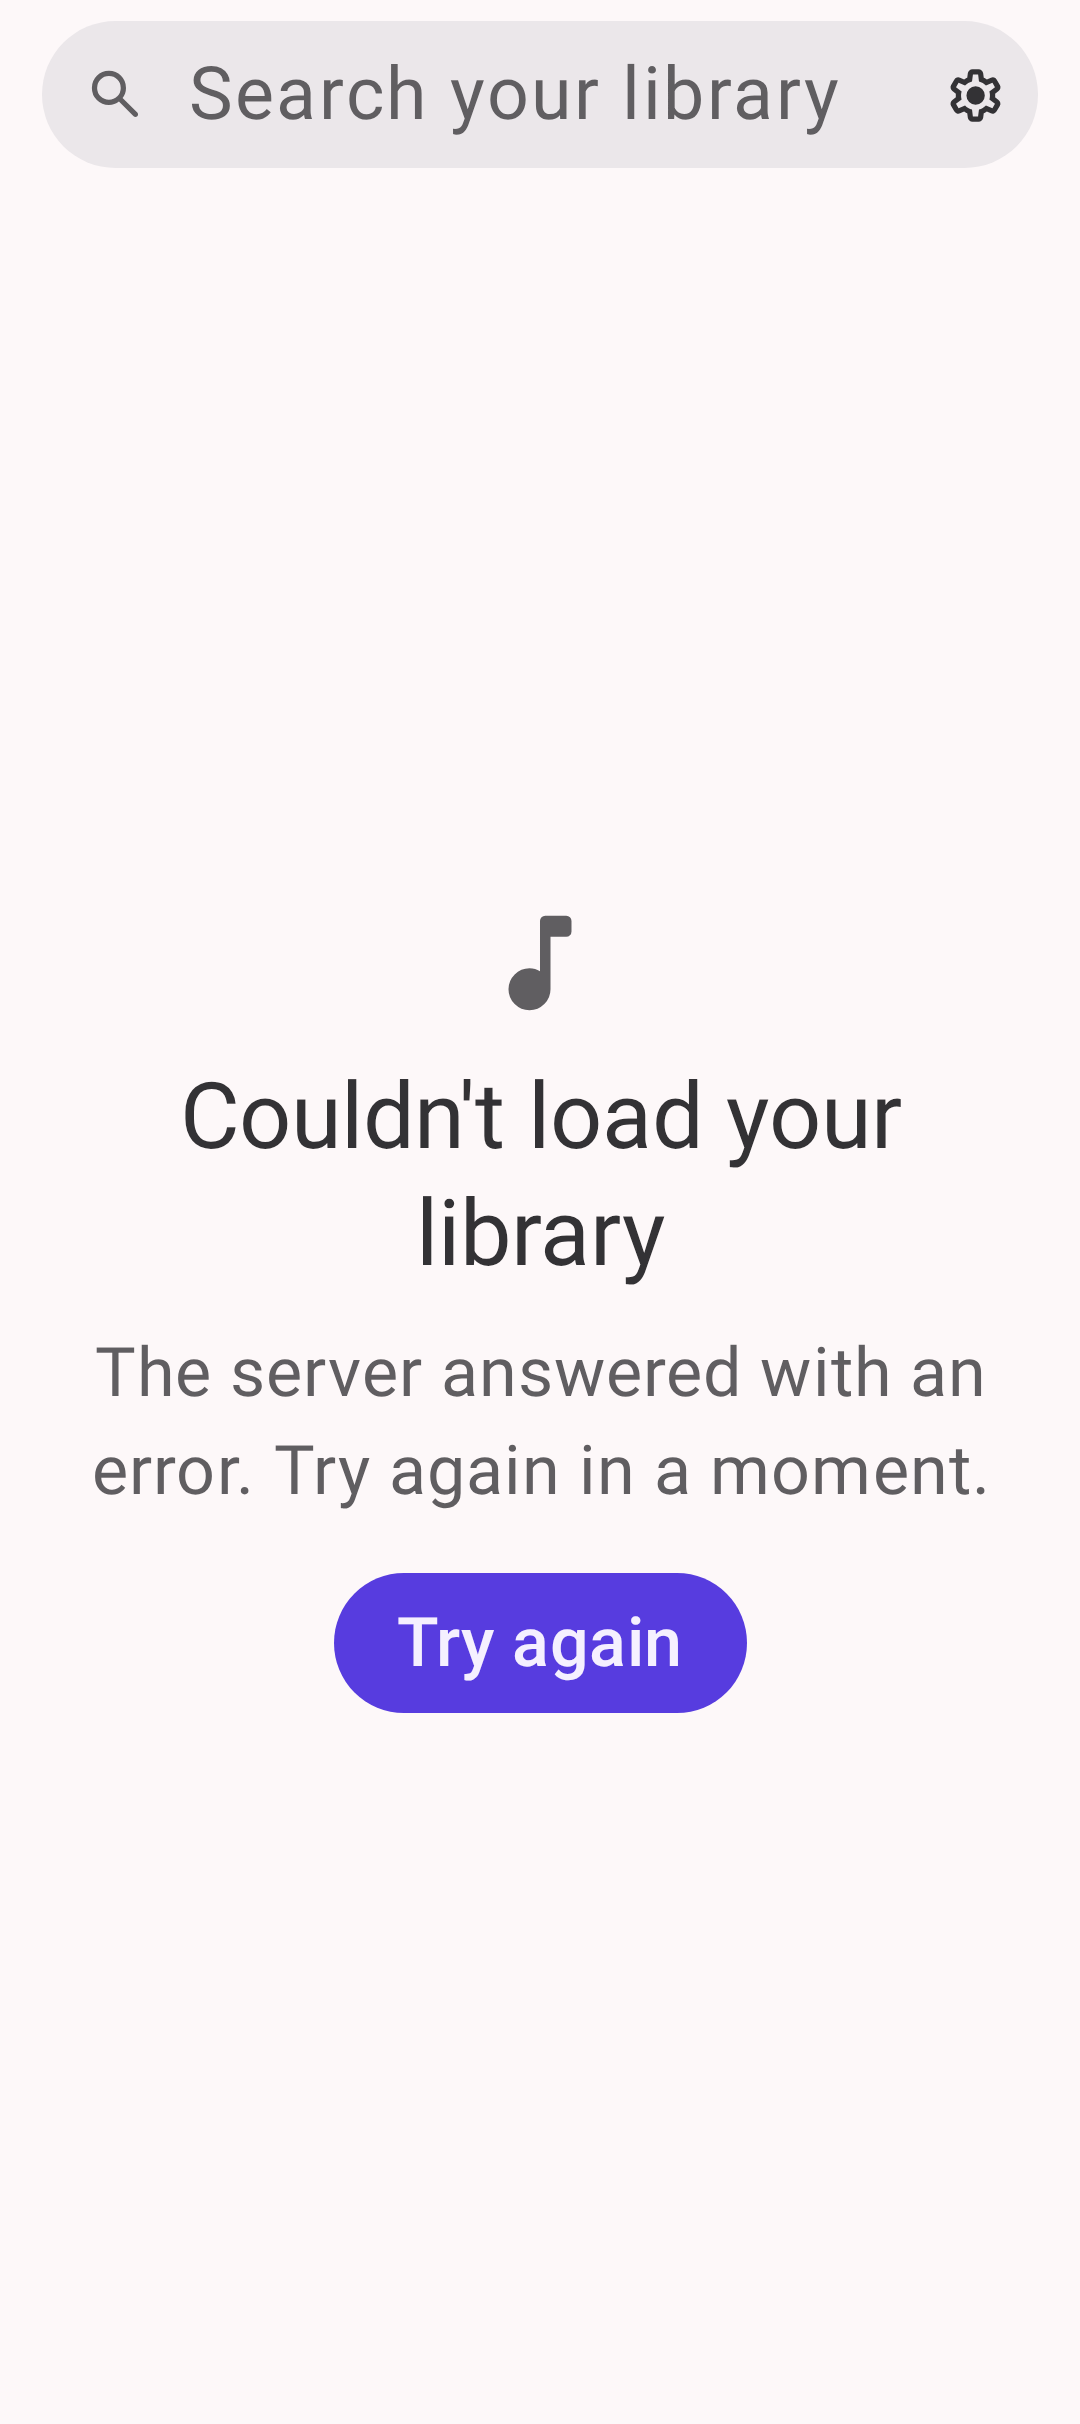 Search your library
Couldn't load your
library
The server answered with an
error. Try again in a moment.
Try again